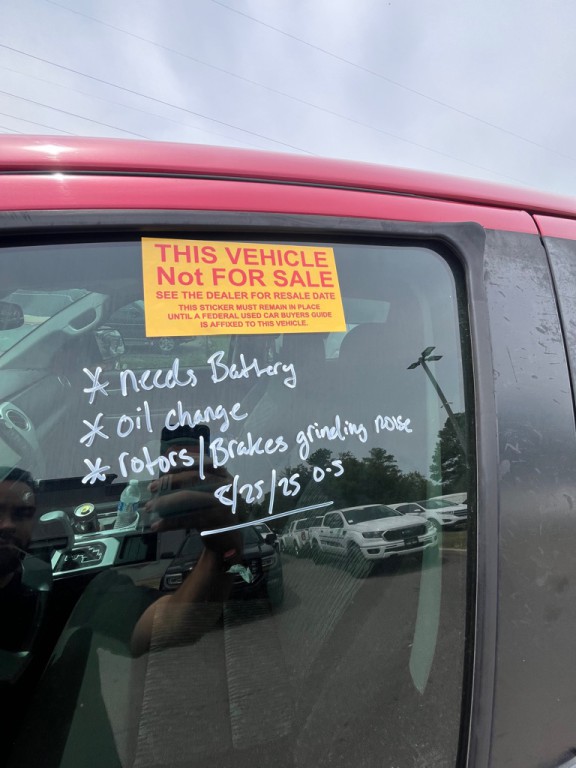 THIS VEHICLE
Not FOR SALE
SEE THE DEALER FOR RESALE DATE
THIS STICKER MUST REMAIN IN PLACE
UNTIL A FEDERAL USED CAR BUYERS GUIDE
IS AFFIXED TO THIS VEHICLE.
* needs Battery
* oil change
* rotors/Brakes grinding noise
8/25/25 O.S